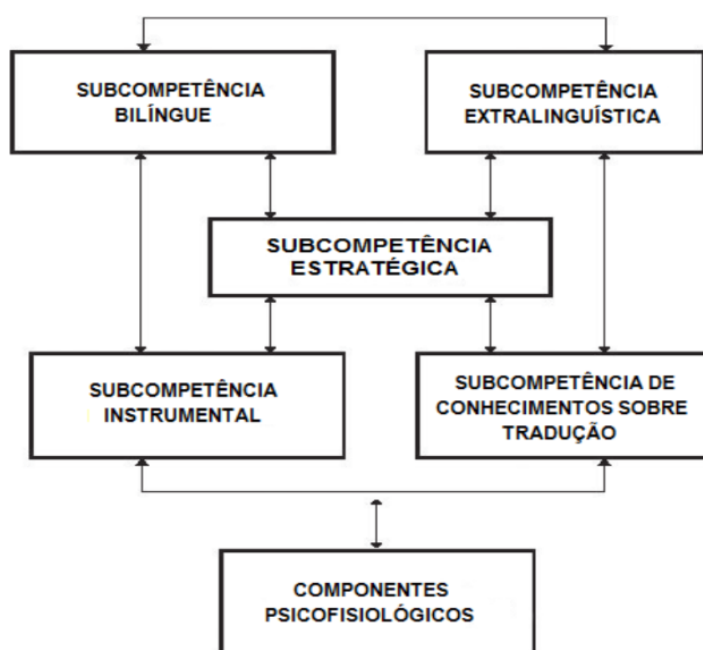 SUBCOMPETÊNCIA
BILÍNGUE
SUBCOMPETÊNCIA
EXTRALINGUÍSTICA
SUBCOMPETÊNCIA
ESTRATÉGICA
SUBCOMPETÊNCIA
INSTRUMENTAL
SUBCOMPETÊNCIA DE
CONHECIMENTOS SOBRE
TRADUÇÃO
COMPONENTES
PSICOFISIOLÓGICOS